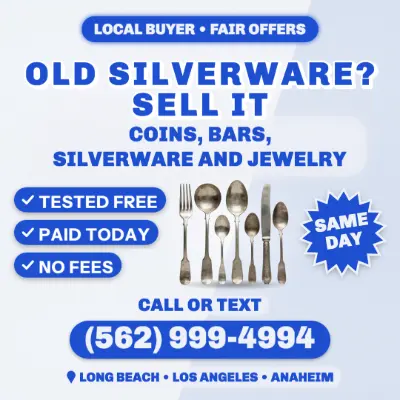 LOCAL BUYER • FAIR OFFERS
OLD SILVERWARE?
SELL IT
COINS, BARS,
SILVERWARE AND JEWELRY
TESTED FREE
PAID TODAY
NO FEES
SAME
DAY
CALL OR TEXT
(562) 999-4994
LONG BEACH • LOS ANGELES • ANAHEIM